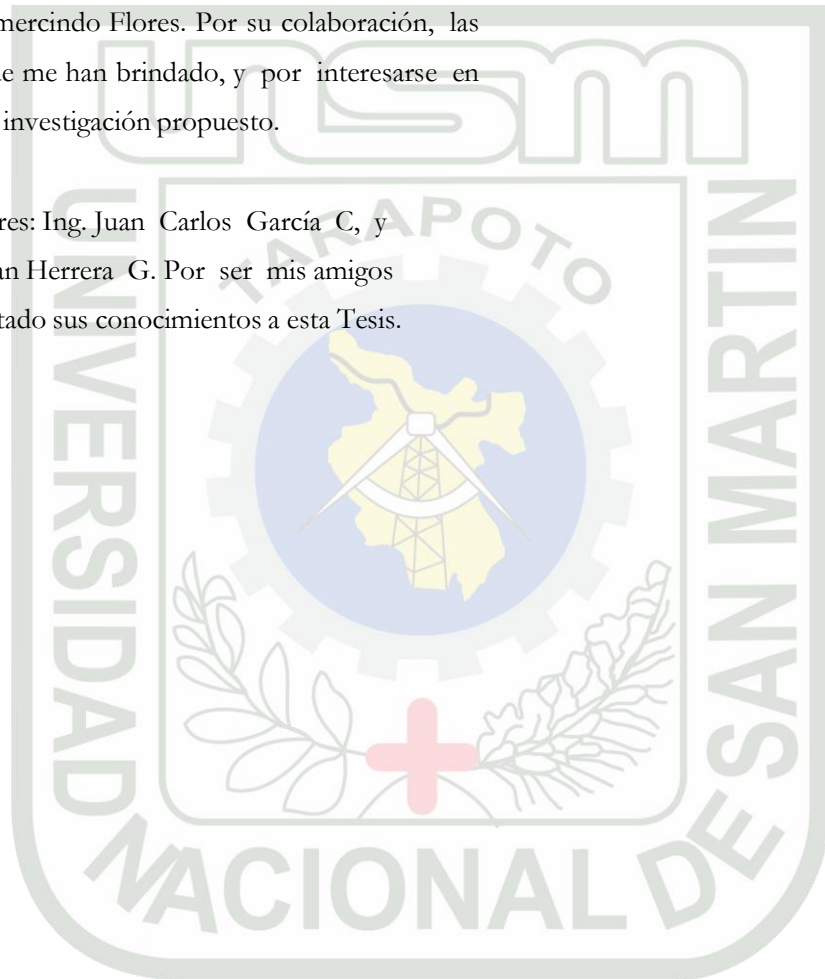 mercindo Flores. Por su colaboración, las
e me han brindado, y por interesarse en
investigación propuesto.
res: Ing. Juan Carlos García C, y
an Herrera G. Por ser mis amigos
tado sus conocimientos a esta Tesis.
unsm
TARAPOTO
UNIVERSIDAD
NACIONAL DE
SAN MARTIN